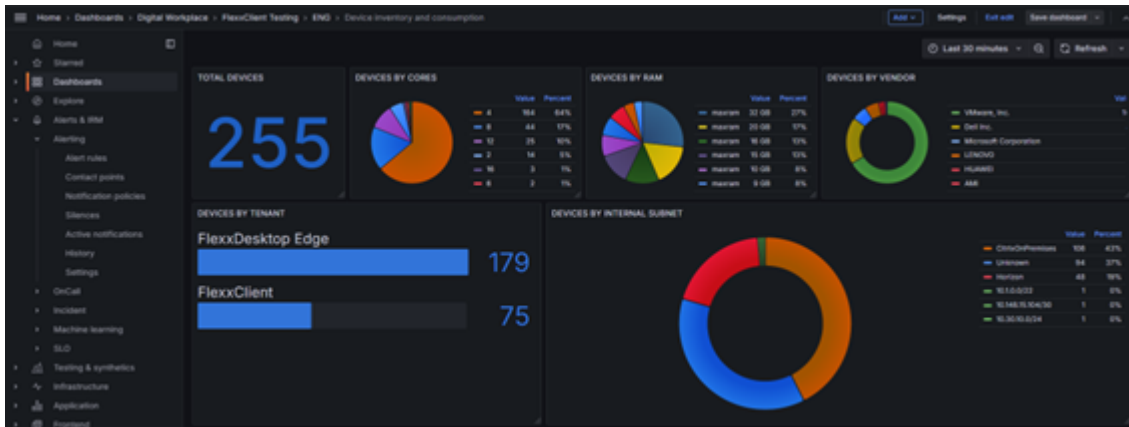 Home > Dashboards > Digital Workplace > FlexxClient Testing > ENG > Device inventory and consumption
Add
Settings
Exit edit
Save dashboard
Last 30 minutes
Refresh
Home
Starred
Dashboards
Explore
Alerts & IRM
Alerting
Alert rules
Contact points
Notification policies
Silences
Active notifications
History
Settings
OnCall
Incident
Machine learning
SLO
Testing & synthetics
Infrastructure
Application
Frontend
TOTAL DEVICES
255
DEVICES BY CORES
Value Percent
4 164 64%
8 44 17%
12 25 10%
2 14 5%
16 3 1%
6 2 1%
DEVICES BY RAM
Value Percent
maxram 32 GB 27%
maxram 20 GB 17%
maxram 16 GB 13%
maxram 15 GB 13%
maxram 10 GB 8%
maxram 9 GB 8%
DEVICES BY VENDOR
VMware, Inc.
Dell Inc.
Microsoft Corporation
LENOVO
HUAWEI
AMI
DEVICES BY TENANT
FlexxDesktop Edge
179
FlexxClient
75
DEVICES BY INTERNAL SUBNET
Value Percent
CitrixOnPremises 108 43%
Unknown 94 37%
Horizon 48 19%
10.1.0.0/22 1 0%
10.146.15.104/30 1 0%
10.30.10.0/24 1 0%